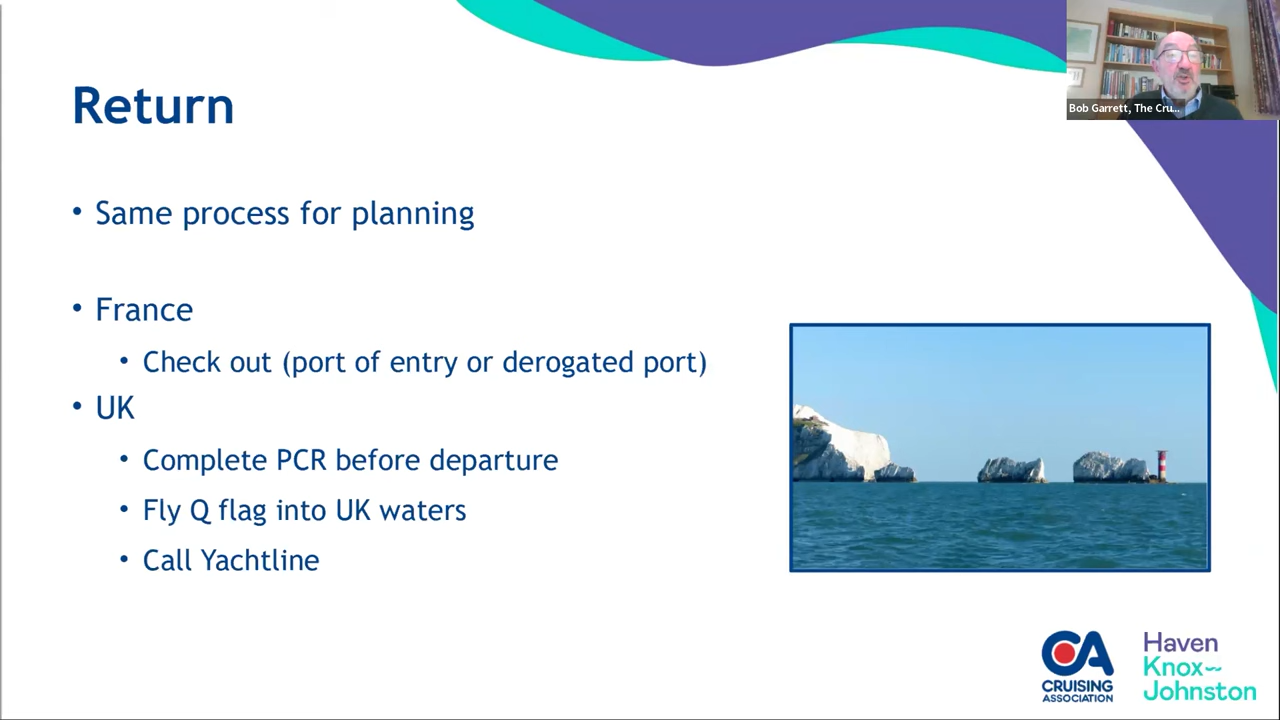 Return
Bob Garrett, The Cru...
• Same process for planning
• France
• Check out (port of entry or derogated port)
• UK
• Complete PCR before departure
• Fly Q flag into UK waters
• Call Yachtline
CA
CRUISING
ASSOCIATION
Haven
Knox~
Johnston